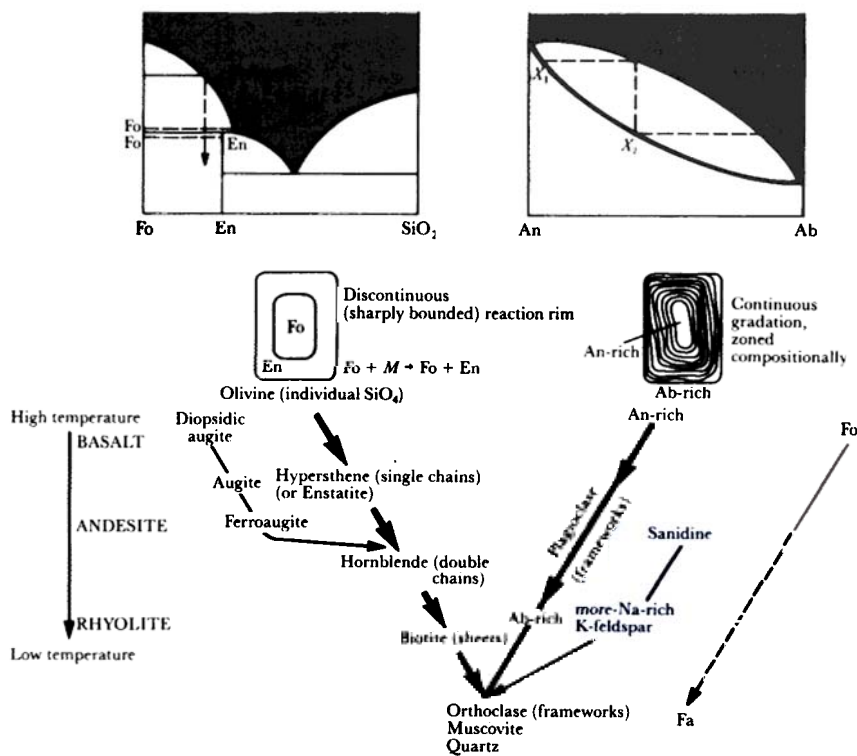 Fo
Fo
En
Fo
En
SiO₂
X₁
X₂
An
Ab
Fo
En
Discontinuous
(sharply bounded) reaction rim
Fo + M → Fo + En
Olivine (individual SiO₄)
An-rich
Continuous
gradation,
zoned
compositionally
Ab-rich
An-rich
High temperature
BASALT
ANDESITE
RHYOLITE
Low temperature
Diopsidic
augite
Augite
Ferroaugite
Hypersthene (single chains)
(or Enstatite)
Hornblende (double
chains)
Biotite (sheets)
Plagioclase
(frameworks)
Ab-rich
Sanidine
more-Na-rich
K-feldspar
Orthoclase (frameworks)
Muscovite
Quartz
Fo
Fa